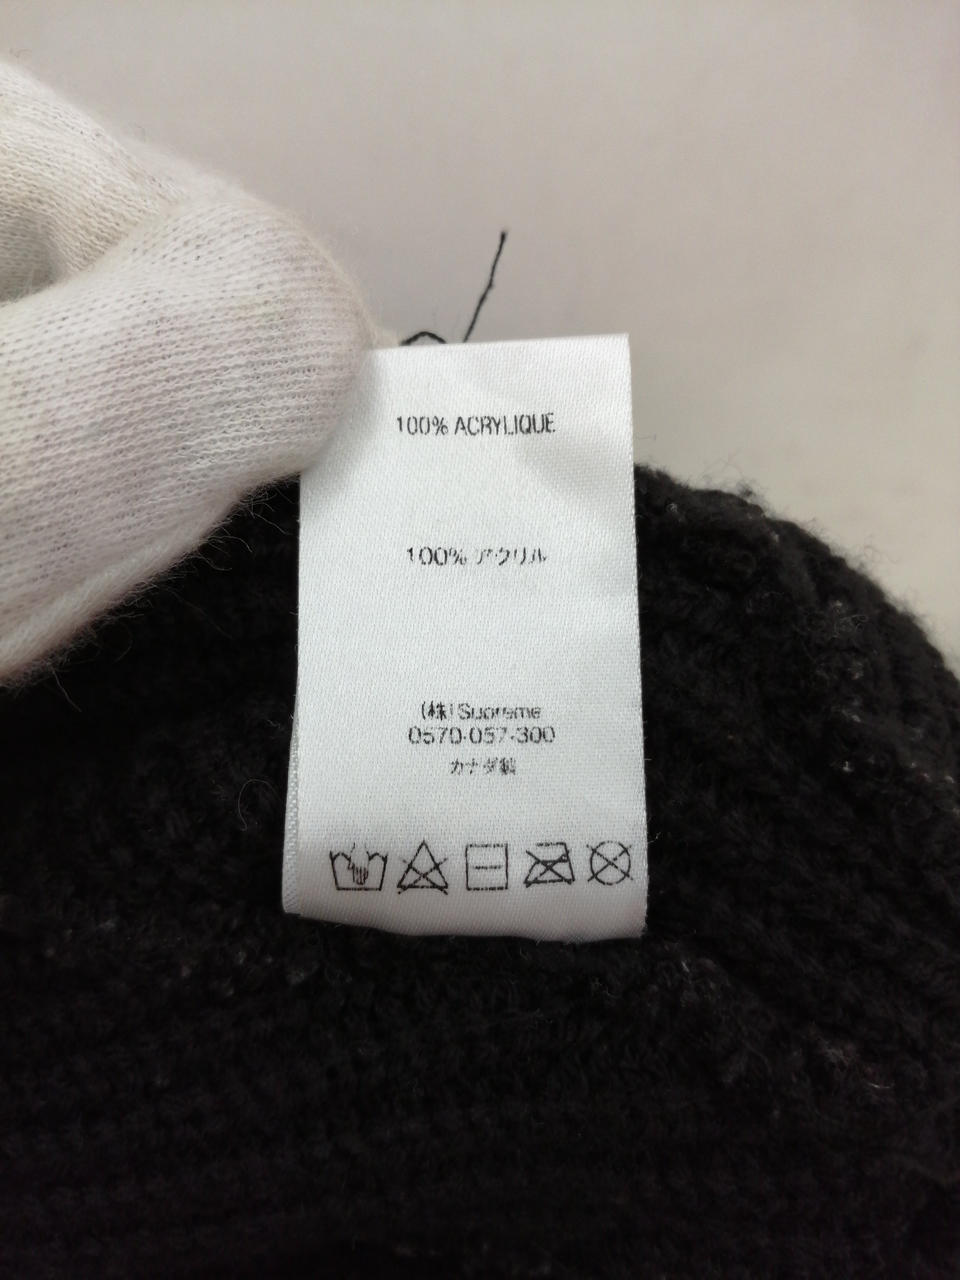 100% ACRYLIQUE
100% アクリル
(株)Supreme
0570-057-300
カナダ製